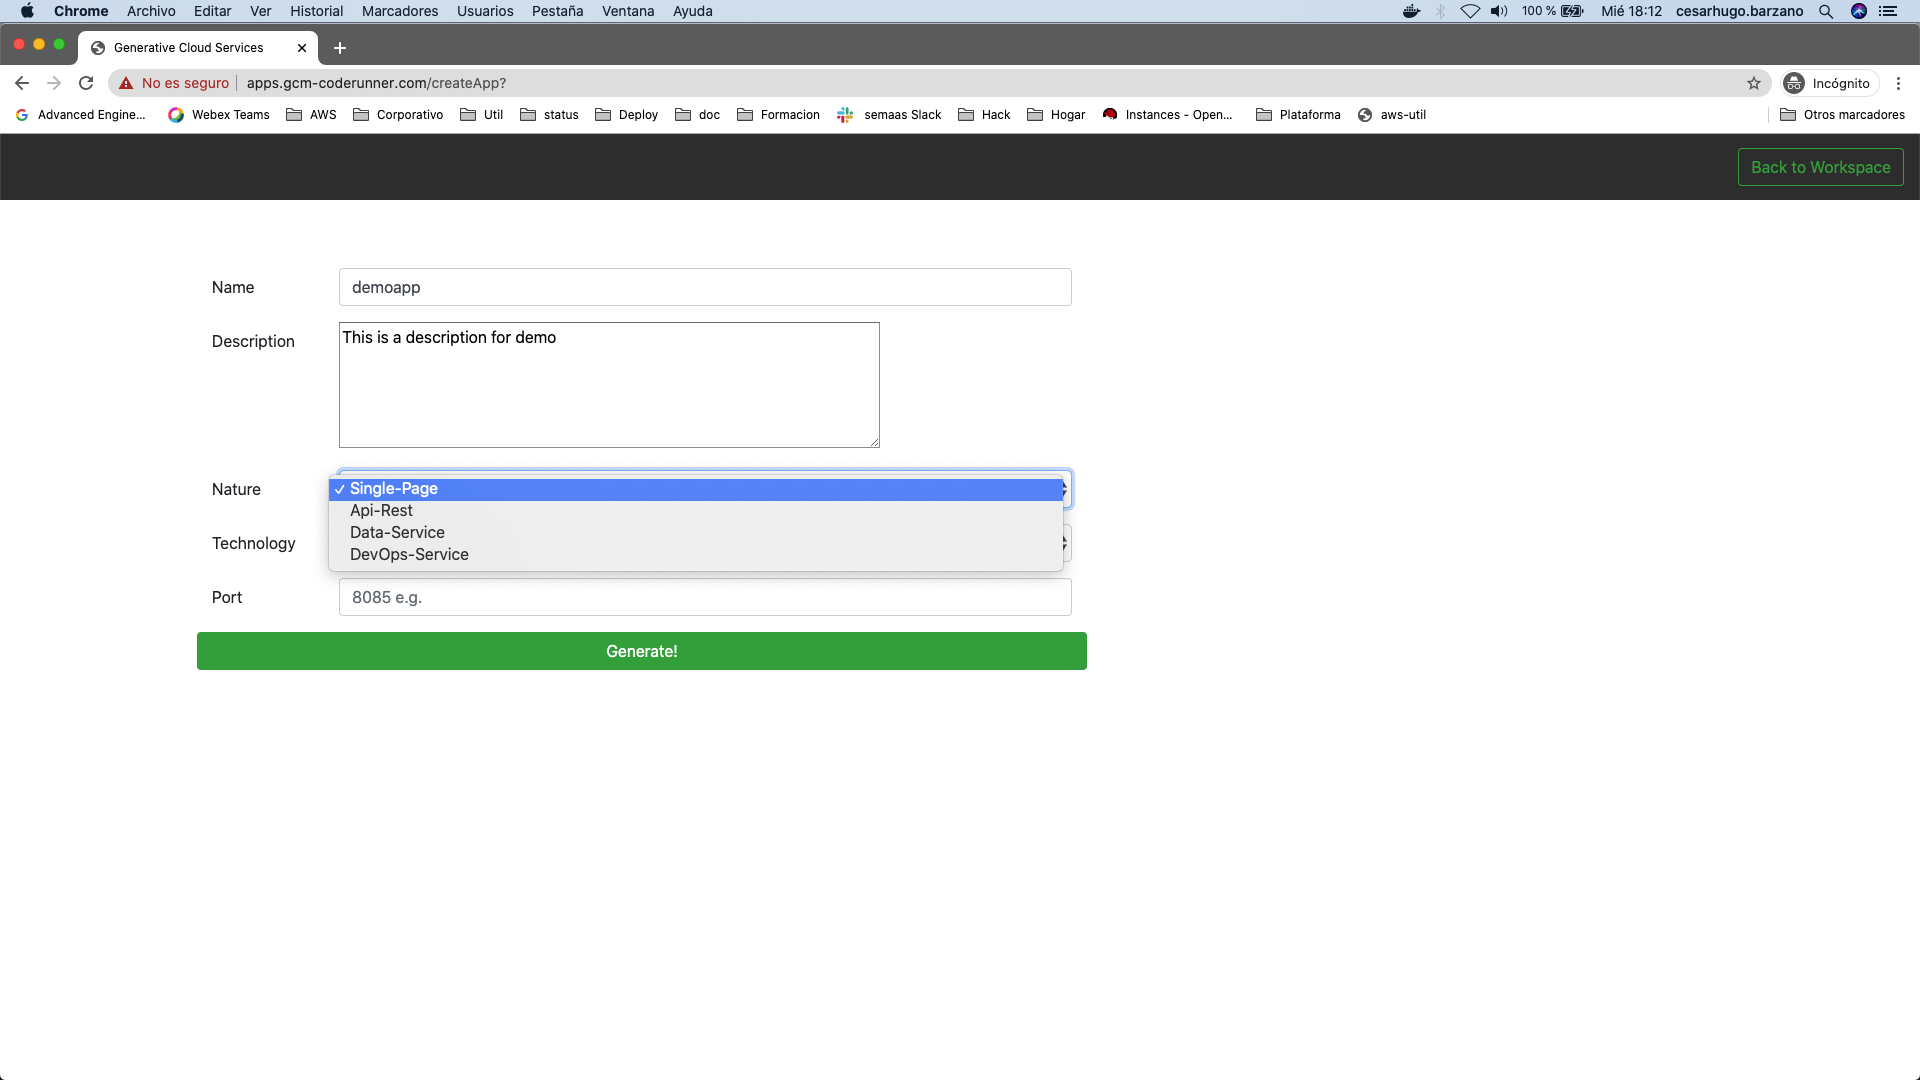 Chrome Archivo Editar Ver Historial Marcadores Usuarios Pestaña Ventana Ayuda 100 % Mié 18:12 cesarhugo.barzano
Generative Cloud Services
No es seguro apps.gcm-coderunner.com/createApp? Incógnito
Advanced Engine... Webex Teams AWS Corporativo Util status Deploy doc Formacion semaas Slack Hack Hogar Instances - Open... Plataforma aws-util Otros marcadores
Back to Workspace
Name demoapp
Description This is a description for demo
Nature ✓ Single-Page
Api-Rest
Data-Service
Technology
DevOps-Service
Port 8085 e.g.
Generate!